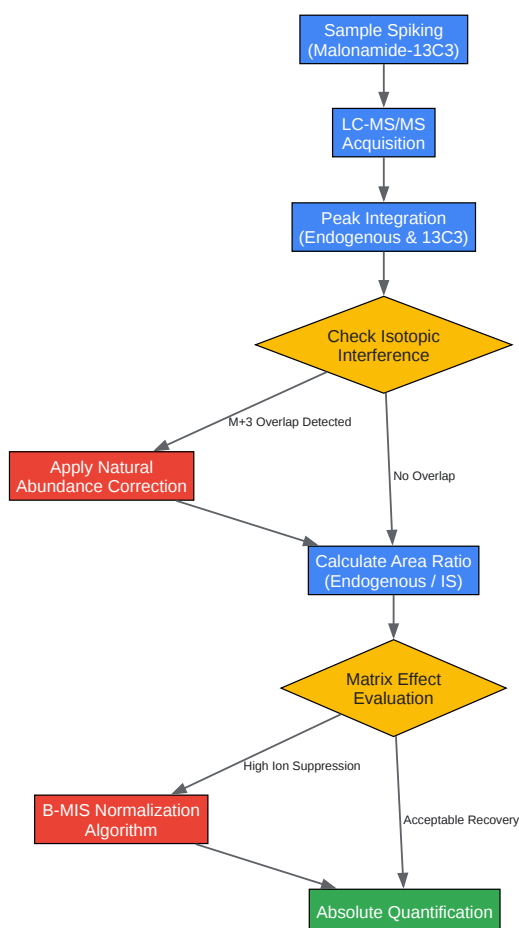 Sample Spiking
(Malonamide-13C3)
LC-MS/MS
Acquisition
Peak Integration
(Endogenous & 13C3)
Check Isotopic
Interference
M+3 Overlap Detected
Apply Natural
Abundance Correction
No Overlap
Calculate Area Ratio
(Endogenous / IS)
Matrix Effect
Evaluation
High Ion Suppression
B-MIS Normalization
Algorithm
Acceptable Recovery
Absolute Quantification